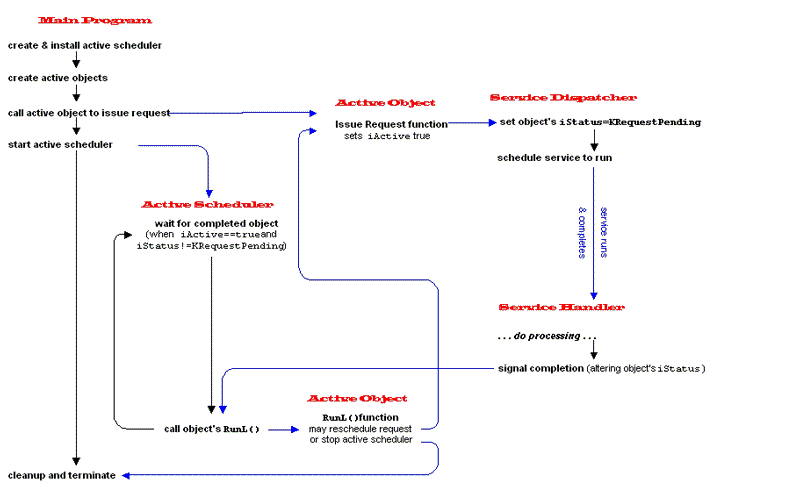 Main Program
create & install active scheduler
create active objects
call active object to issue request
start active scheduler
Active Object
Issue Request function
sets iActive true
Service Dispatcher
set object's iStatus=KRequestPending
schedule service to run
service runs
& completes
Active Scheduler
wait for completed object
(when iActive==true and
iStatus!=KRequestPending)
Service Handler
. . . do processing . . .
signal completion (altering object's iStatus)
call object's RunL()
Active Object
RunL() function
may reschedule request
or stop active scheduler
cleanup and terminate